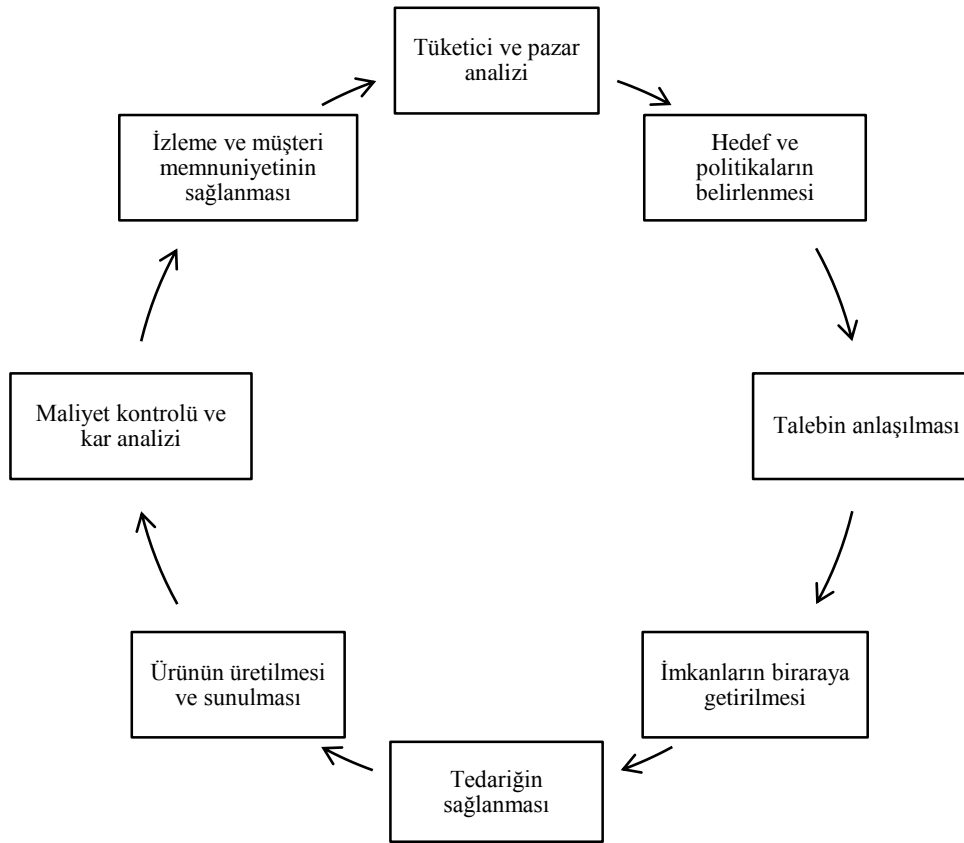 Tüketici ve pazar
analizi
Hedef ve
politikaların
belirlenmesi
Talebin anlaşılması
İmkanların biraraya
getirilmesi
Tedariğin
sağlanması
Ürünün üretilmesi
ve sunulması
Maliyet kontrolü ve
kar analizi
İzleme ve müşteri
memnuniyetinin
sağlanması